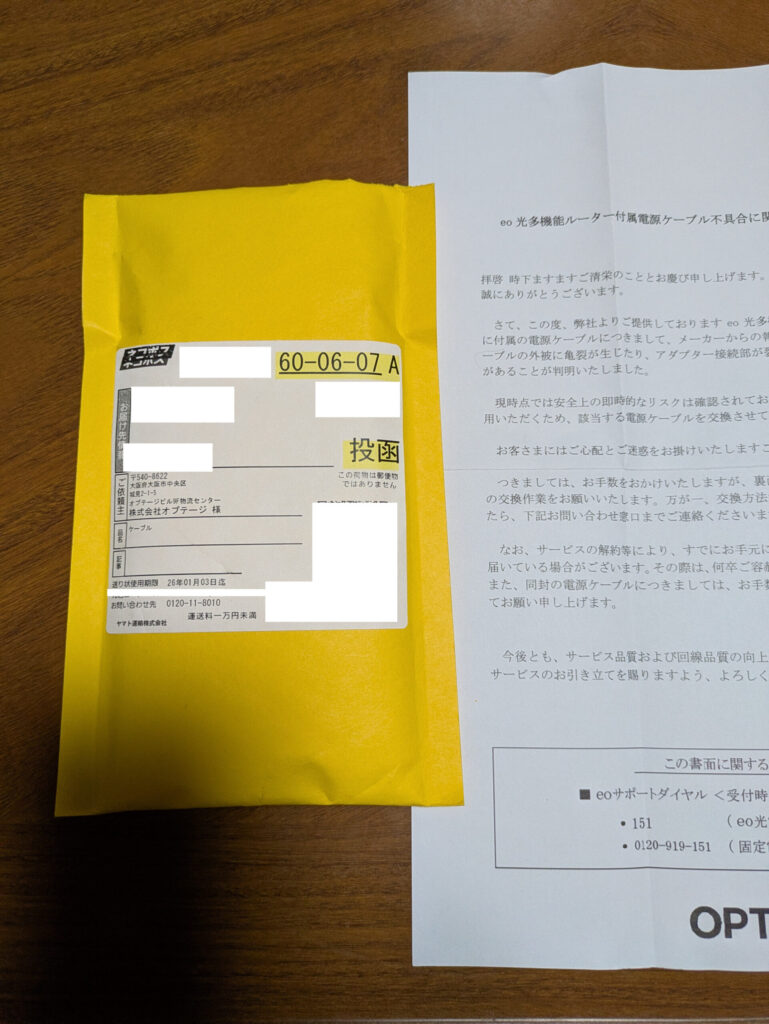 ネコポス
60-06-07 A
お届け先情報
投函
この荷物は郵便物
ではありません
ご依頼主
〒540-8622
大阪府大阪市中央区
城見2-1-5
オプテージビル9F物流センター
株式会社オプテージ 様
品名
ケーブル
記事
送り状使用期限 26年01月03日迄
お問い合わせ先 0120-11-8010
運送料一万円未満
ヤマト運輸株式会社
eo 光多機能ルーター付属電源ケーブル不具合に関
拝啓 時下ますますご清栄のこととお慶び申し上げます。
誠にありがとうございます。
さて、この度、弊社よりご提供しております eo 光多
に付属の電源ケーブルにつきまして、メーカーからの
ーブルの外被に亀裂が生じたり、アダプター接続部が
があることが判明いたしました。
現時点では安全上の即時的なリスクは確認されてお
用いただくため、該当する電源ケーブルを交換させて
お客さまにはご心配とご迷惑をお掛けいたしますこ
つきましては、お手数をおかけいたしますが、裏
の交換作業をお願いいたします。万が一、交換方法
たら、下記お問い合わせ窓口までご連絡くださいま
なお、サービスの解約等により、すでにお手元に
届いている場合がございます。その際は、何卒ご容
また、同封の電源ケーブルにつきましては、お手数
てお願い申し上げます。
今後とも、サービス品質および回線品質の向上
サービスのお引き立てを賜りますよう、よろしく
この書面に関する
■ eoサポートダイヤル <受付時
・151 (eo光
・0120-919-151 (固定
OPT